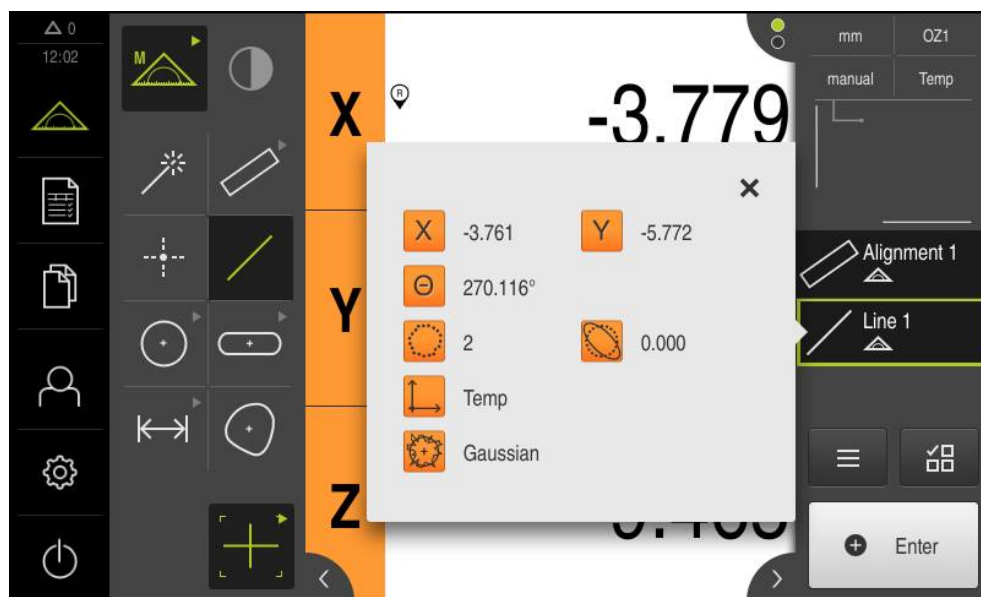 0
12:02
M
X
R
-3.779
mm
OZ1
manual
Temp
X -3.761
Y -5.772
Θ 270.116°
2
0.000
Temp
Gaussian
Y
Z
Alignment 1
Line 1
Enter